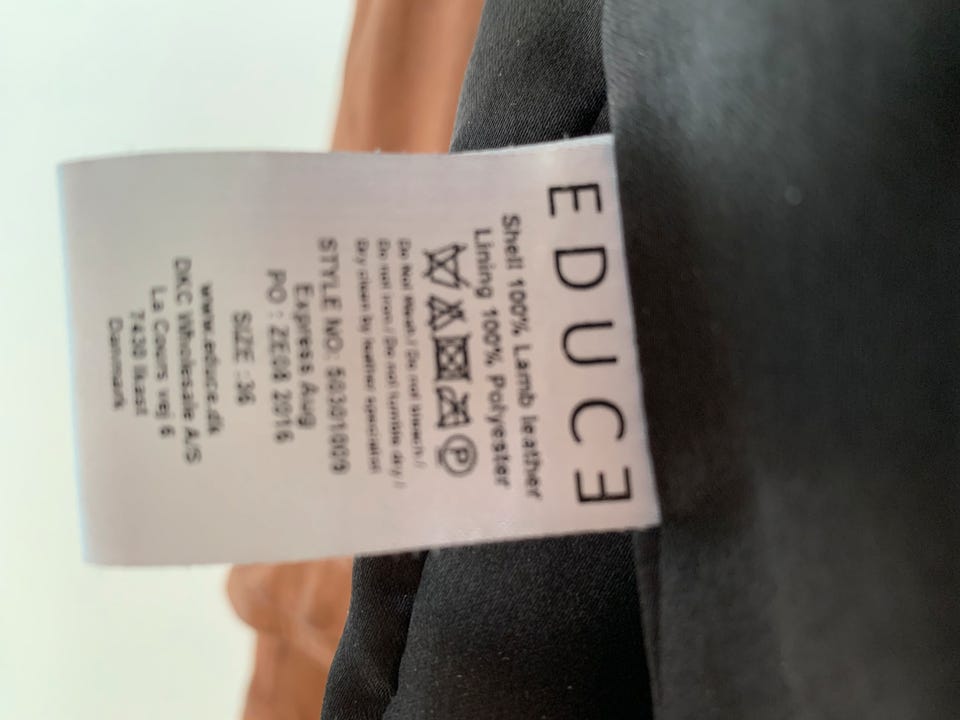 EDUCE
Shell 100% Lamb leather
Lining 100% Polyester
P
Do Not Wash / Do not bleach /
Do not iron / Do not tumble dry /
Dry clean by leather specialist
STYLE NO: 50301009
Express Aug
PO : ZE08 2016
SIZE : 36
www.educe.dk
DKC Wholesale A/S
La Cours vej 6
7430 Ikast
Danmark